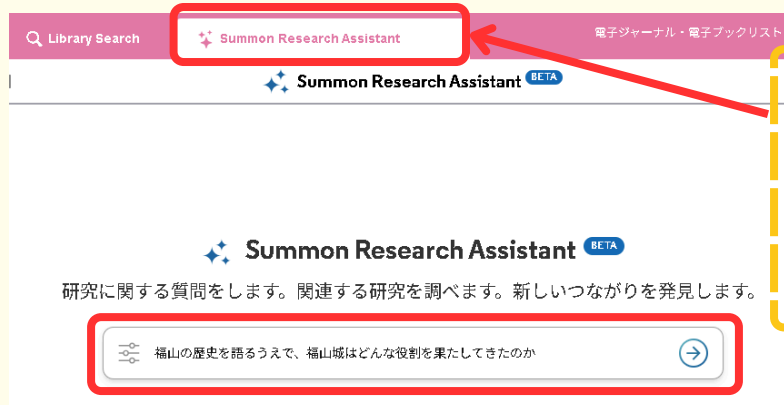 Library Search
Summon Research Assistant
電子ジャーナル・電子ブックリスト
Summon Research Assistant BETA
Summon Research Assistant BETA
研究に関する質問をします。関連する研究を調べます。新しいつながりを発見します。
福山の歴史を語るうえで、福山城はどんな役割を果たしてきたのか